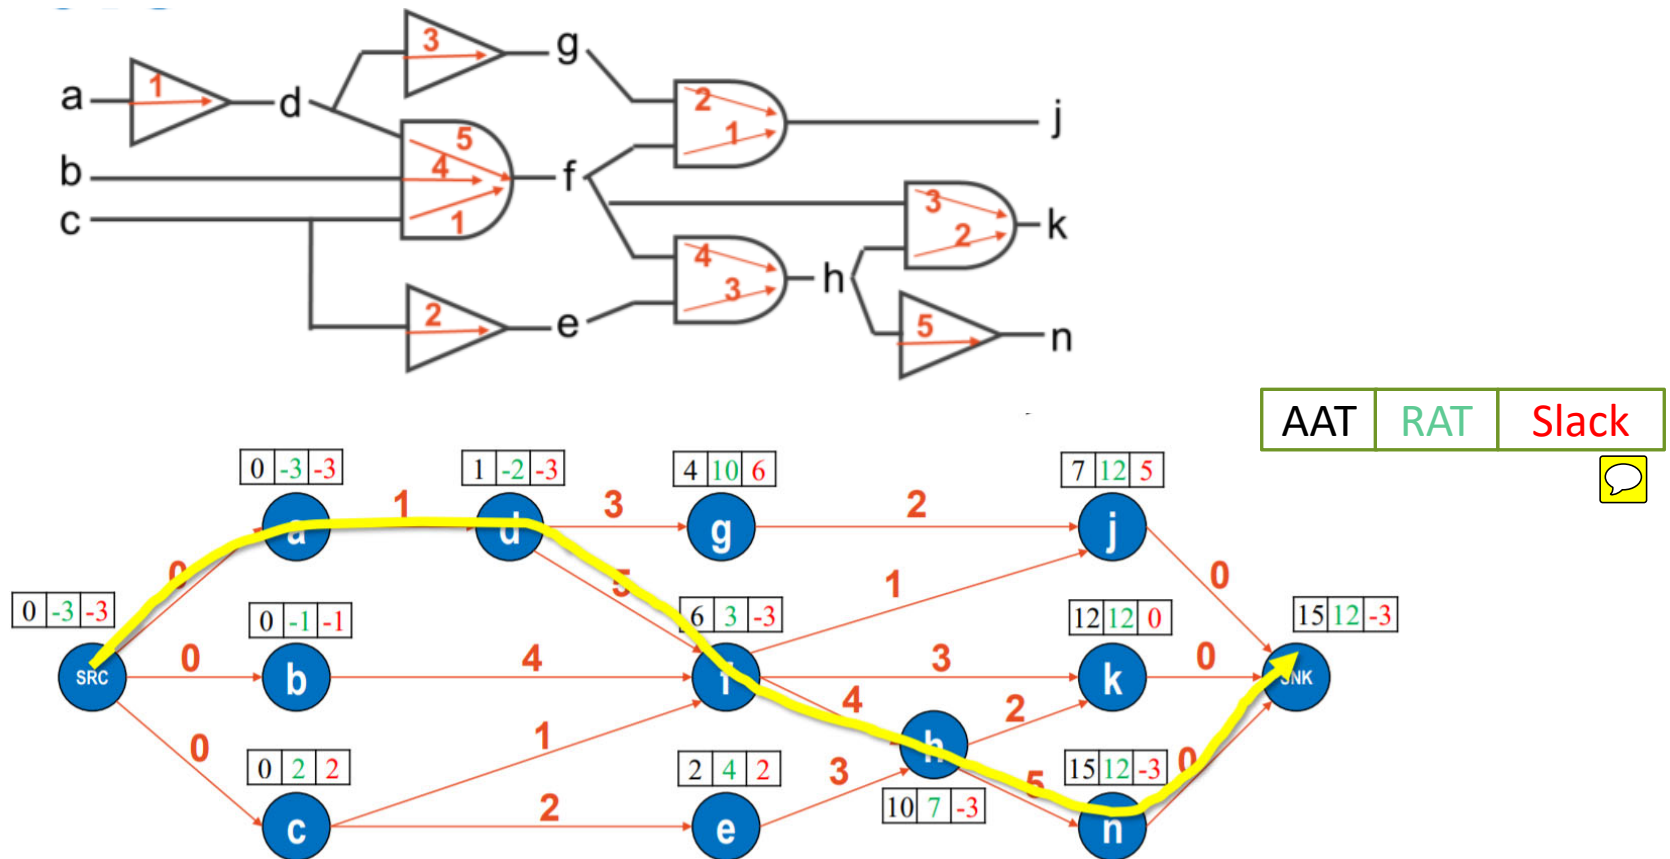 3
g
a
1
d
2
1
j
5
b
4
f
c
1
3
k
2
4
3
h
2
e
5
n
AAT RAT Slack
0 -3 -3
1 -2 -3
4 10 6
7 12 5
a
1
d
3
g
2
j
0
5
1
0
0 -3 -3
0 -1 -1
6 3 -3
12 12 0
15 12 -3
SRC
0
b
4
f
3
k
0
SNK
4
2
0
1
h
0 2 2
2 4 2
3
10 7 -3
5
15 12 -3
0
c
2
e
n